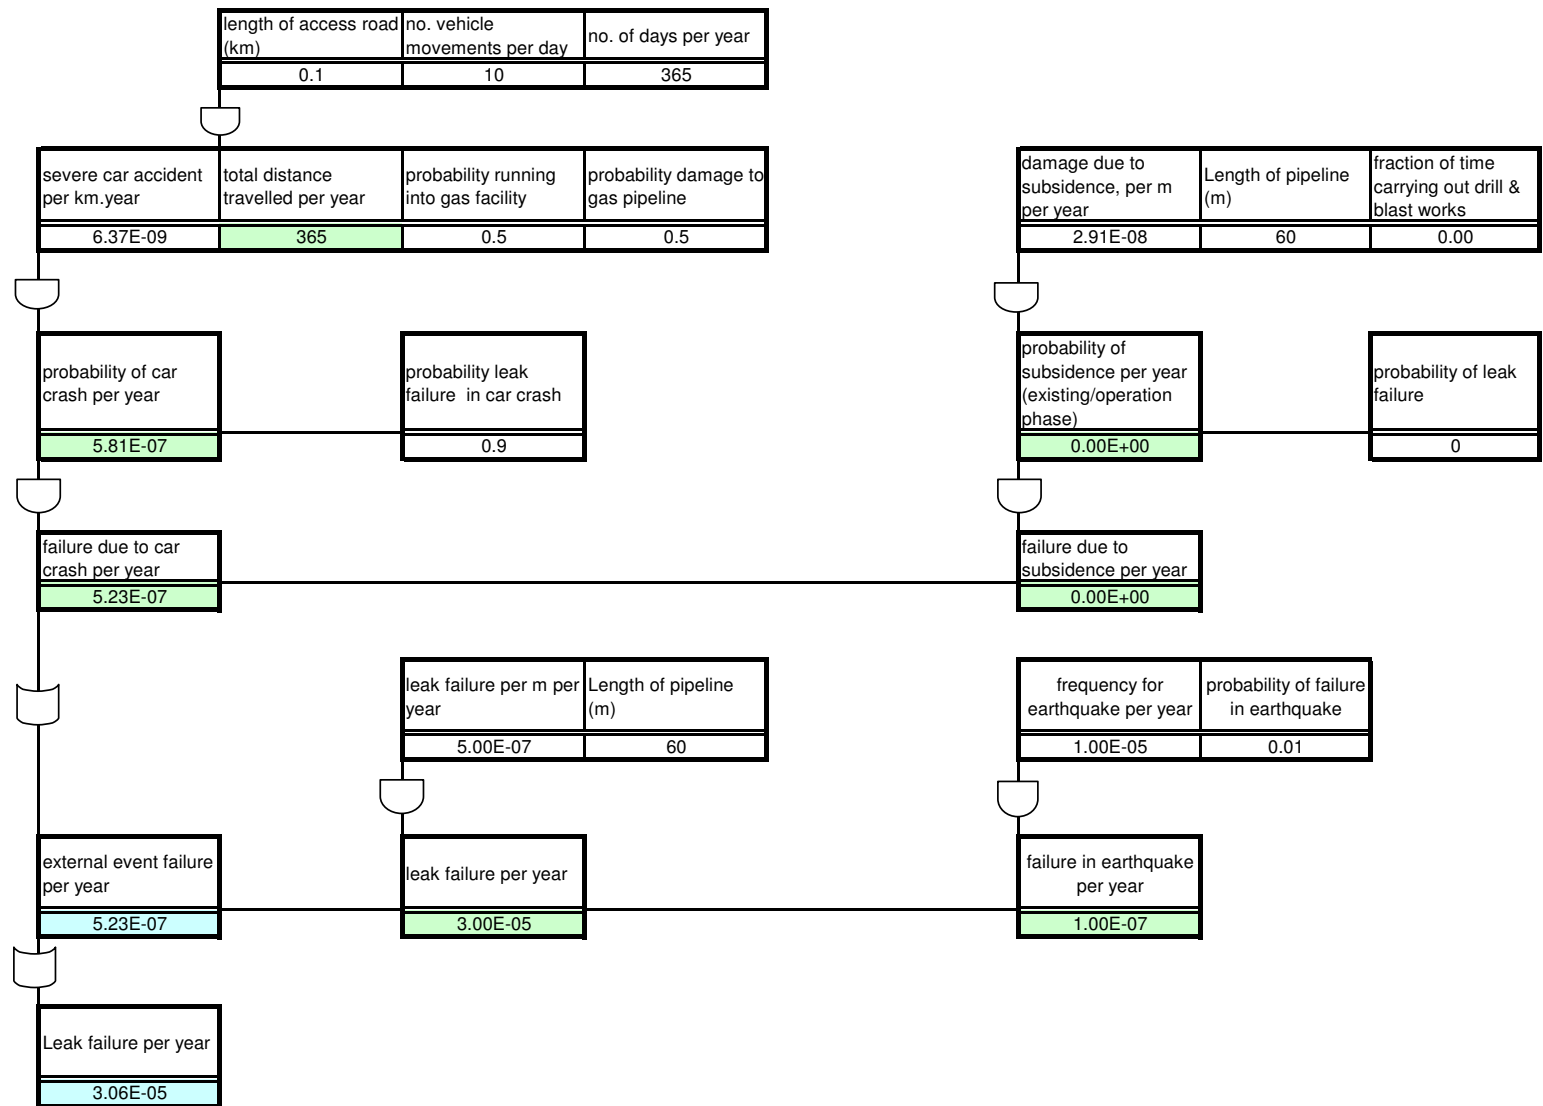 length of access road
(km)
no. vehicle
movements per day
no. of days per year
0.1
10
365
severe car accident
per km.year
total distance
travelled per year
probability running
into gas facility
probability damage to
gas pipeline
6.37E-09
365
0.5
0.5
damage due to
subsidence, per m
per year
Length of pipeline
(m)
fraction of time
carrying out drill &
blast works
2.91E-08
60
0.00
probability of car
crash per year
5.81E-07
probability leak
failure in car crash
0.9
probability of
subsidence per year
(existing/operation
phase)
0.00E+00
probability of leak
failure
0
failure due to car
crash per year
5.23E-07
failure due to
subsidence per year
0.00E+00
leak failure per m per
year
Length of pipeline
(m)
5.00E-07
60
frequency for
earthquake per year
probability of failure
in earthquake
1.00E-05
0.01
external event failure
per year
5.23E-07
leak failure per year
3.00E-05
failure in earthquake
per year
1.00E-07
Leak failure per year
3.06E-05